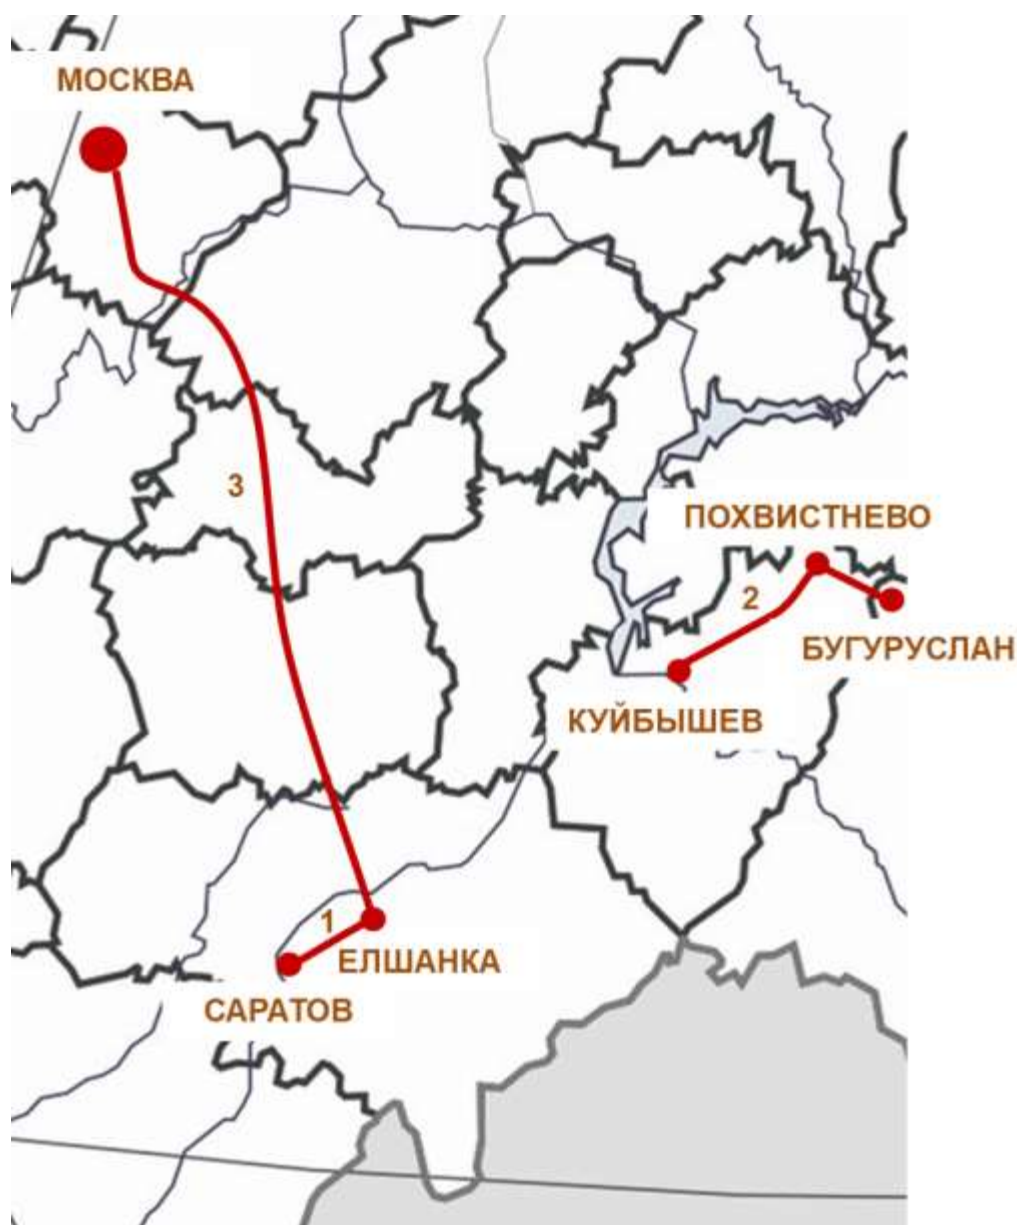 МОСКВА
3
ПОХВИСТНЕВО
2
БУГУРУСЛАН
КУЙБЫШЕВ
1
ЕЛШАНКА
САРАТОВ